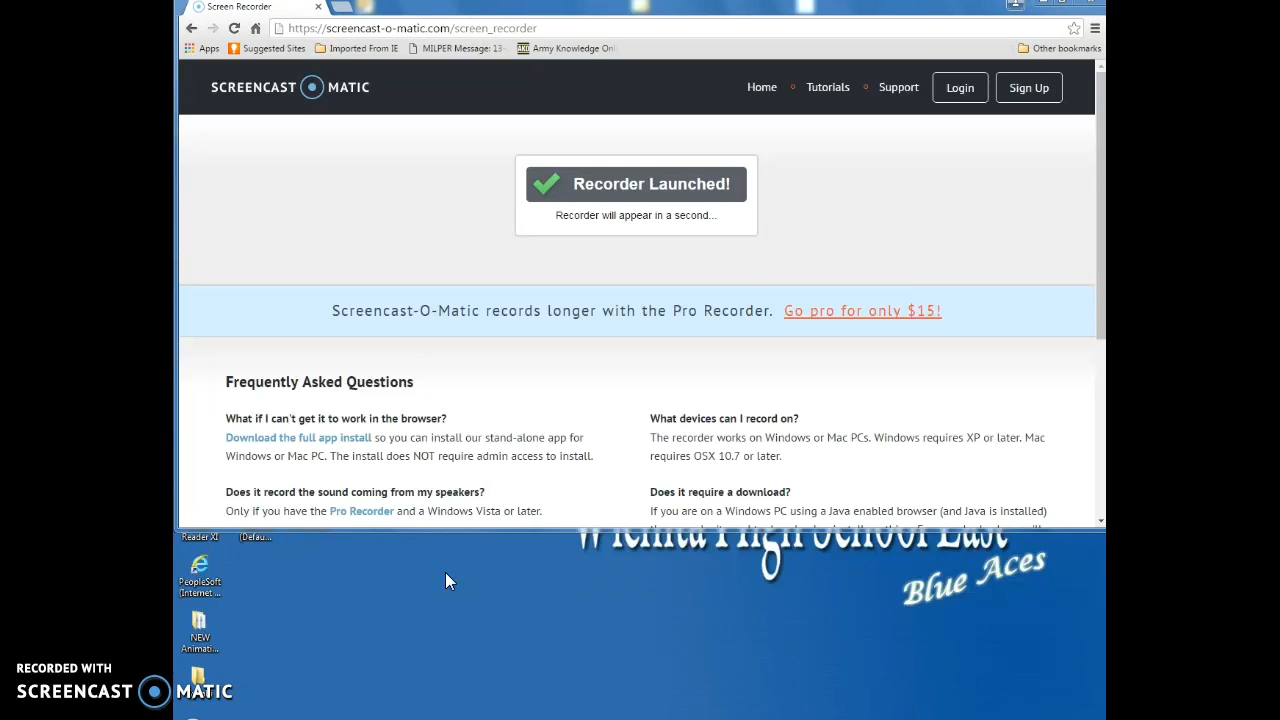 Screen Recorder
https://screencast-o-matic.com/screen_recorder
Apps Suggested Sites Imported From IE MILPER Message: 13- Army Knowledge Onl Other bookmarks
SCREENCAST MATIC Home Tutorials Support Login Sign Up
Recorder Launched!
Recorder will appear in a second...
Screencast-O-Matic records longer with the Pro Recorder. Go pro for only $15!
Frequently Asked Questions
What if I can't get it to work in the browser?
Download the full app install so you can install our stand-alone app for
Windows or Mac PC. The install does NOT require admin access to install.
What devices can I record on?
The recorder works on Windows or Mac PCs. Windows requires XP or later. Mac
requires OSX 10.7 or later.
Does it record the sound coming from my speakers?
Only if you have the Pro Recorder and a Windows Vista or later.
Does it require a download?
If you are on a Windows PC using a Java enabled browser (and Java is installed)
Reader XI
(Defau...
Wichita High School East
Blue Aces
PeopleSoft
(Internet ...
NEW
Animati...
RECORDED WITH
SCREENCAST MATIC